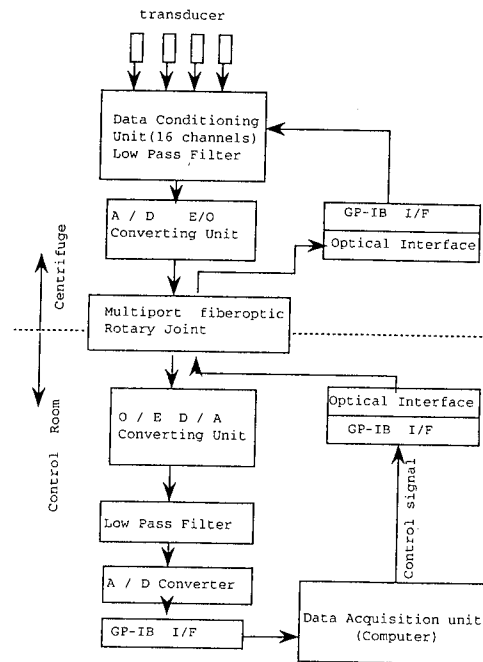 transducer
Data Conditioning
Unit(16 channels)
Low Pass Filter
A / D E/O
Converting Unit
GP-IB I/F
Optical Interface
Centrifuge
Multiport fiberoptic
Rotary Joint
Control Room
O / E D / A
Converting Unit
Optical Interface
GP-IB I/F
Control signal
Low Pass Filter
A / D Converter
GP-IB I/F
Data Acquisition unit
(Computer)